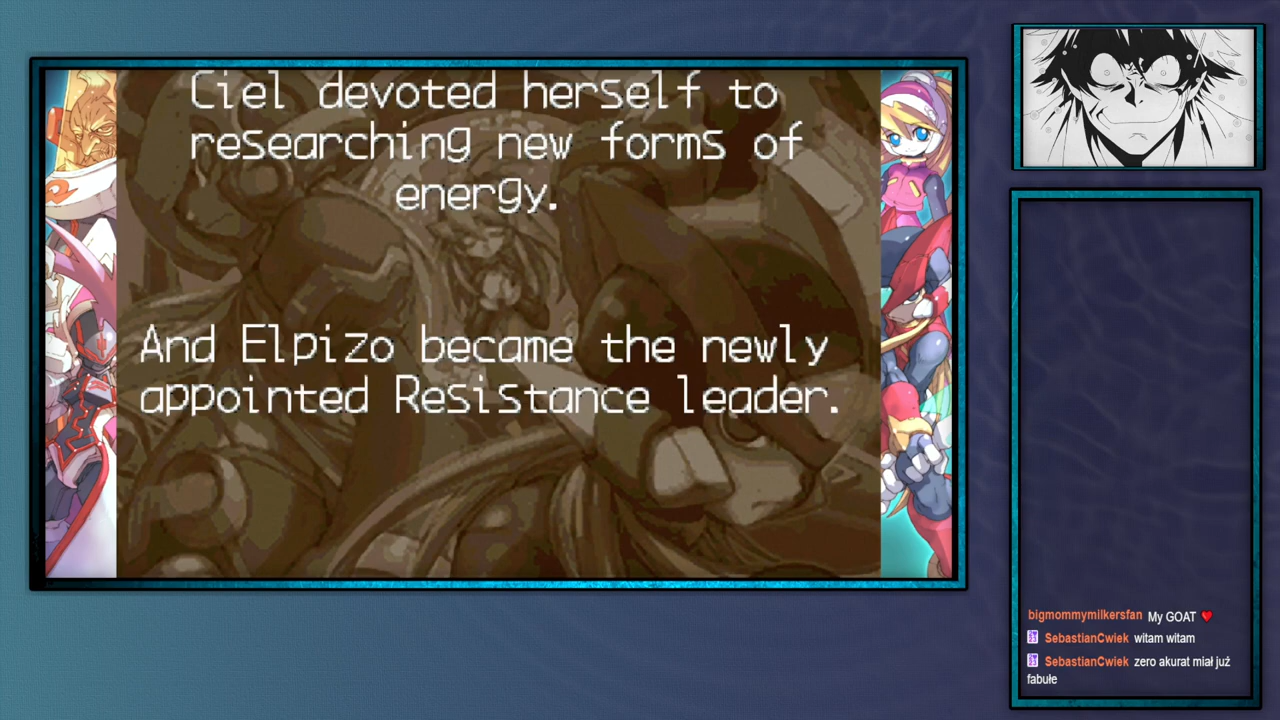 Ciel devoted herself to
researching new forms of
energy.
And Elpizo became the newly
appointed Resistance leader.
bigmommymilkersfan My GOAT ❤️
SebastianCwiek witam witam
SebastianCwiek zero akurat miał już
fabułe